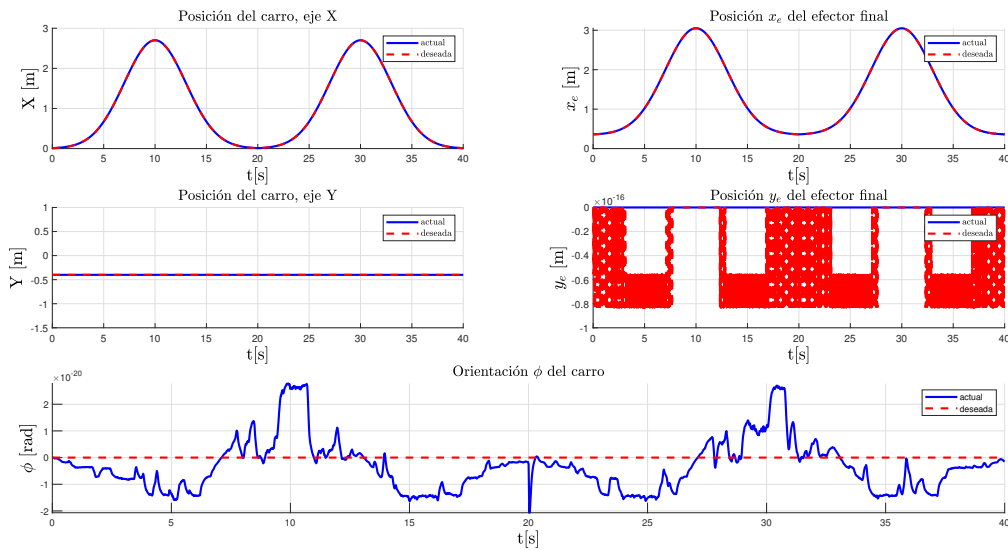 Posición del carro, eje X
3
2
1
0
X [m]
actual
deseada
0 5 10 15 20 25 30 35 40
t[s]
Posición x_e del efector final
3
2
1
0
x_e [m]
actual
deseada
0 5 10 15 20 25 30 35 40
t[s]
Posición del carro, eje Y
1
0.5
0
-0.5
-1
-1.5
Y [m]
actual
deseada
0 5 10 15 20 25 30 35 40
t[s]
Posición y_e del efector final
×10^-16
0
-0.2
-0.4
-0.6
-0.8
-1
y_e [m]
actual
deseada
0 5 10 15 20 25 30 35 40
t[s]
Orientación ϕ del carro
×10^-20
2
1
0
-1
-2
ϕ [rad]
actual
deseada
0 5 10 15 20 25 30 35 40
t[s]